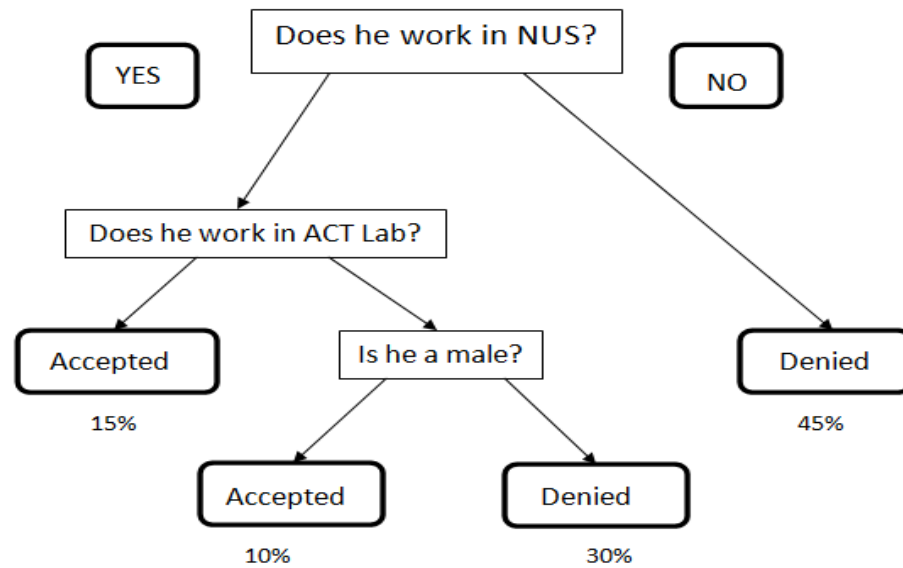 Does he work in NUS?
YES
NO
Does he work in ACT Lab?
Accepted
Is he a male?
Denied
15%
45%
Accepted
Denied
10%
30%